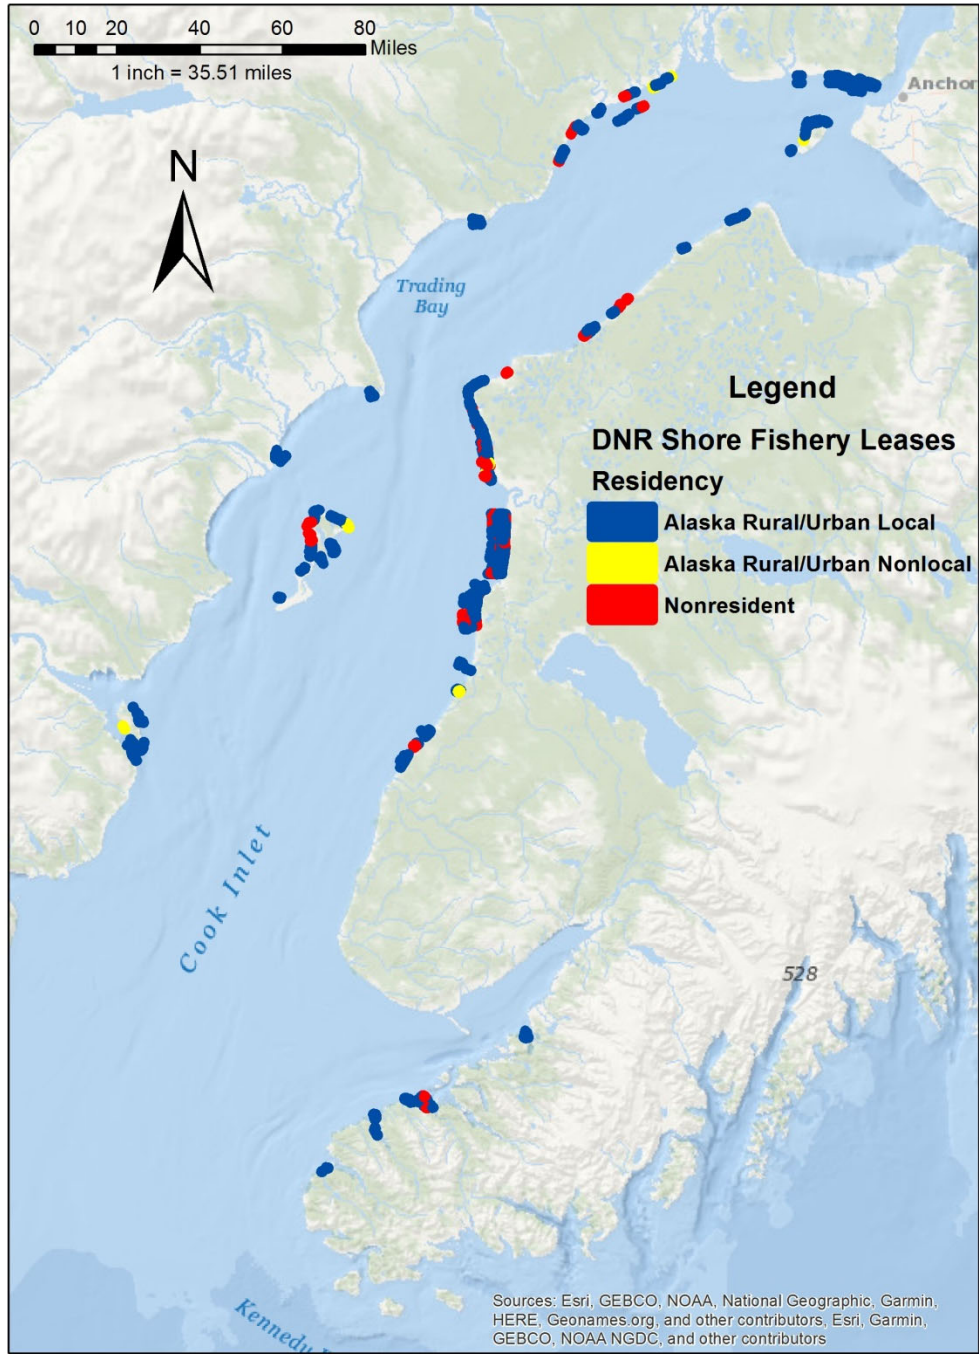 0 10 20 40 60 80
Miles
1 inch = 35.51 miles
Anchor
N
Trading
Bay
Legend
DNR Shore Fishery Leases
Residency
Alaska Rural/Urban Local
Alaska Rural/Urban Nonlocal
Nonresident
Cook Inlet
528
Kennedy
Sources: Esri, GEBCO, NOAA, National Geographic, Garmin,
HERE, Geonames.org, and other contributors, Esri, Garmin,
GEBCO, NOAA NGDC, and other contributors